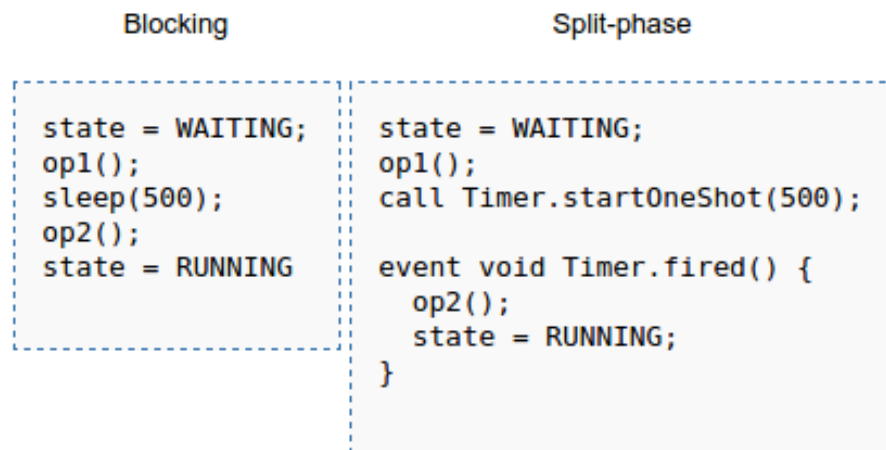 Blocking
state = WAITING;
op1();
sleep(500);
op2();
state = RUNNING
Split-phase
state = WAITING;
op1();
call Timer.startOneShot(500);
event void Timer.fired() {
  op2();
  state = RUNNING;
}